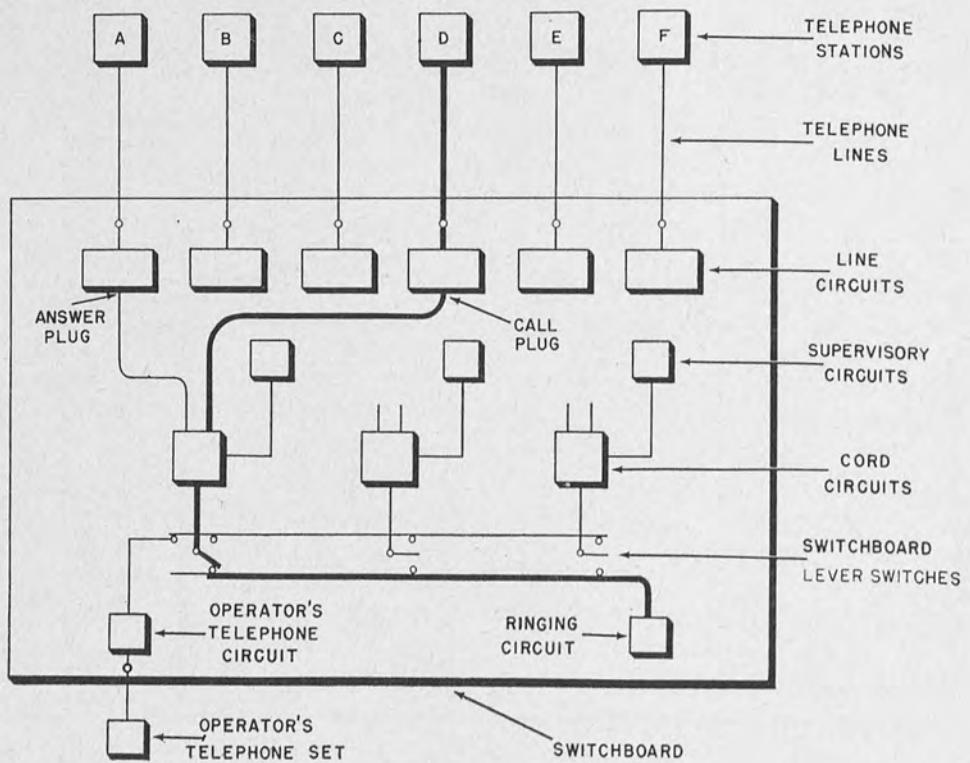 A
B
C
D
E
F
TELEPHONE
STATIONS
TELEPHONE
LINES
LINE
CIRCUITS
ANSWER
PLUG
CALL
PLUG
SUPERVISORY
CIRCUITS
CORD
CIRCUITS
SWITCHBOARD
LEVER SWITCHES
OPERATOR'S
TELEPHONE
CIRCUIT
RINGING
CIRCUIT
OPERATOR'S
TELEPHONE SET
SWITCHBOARD